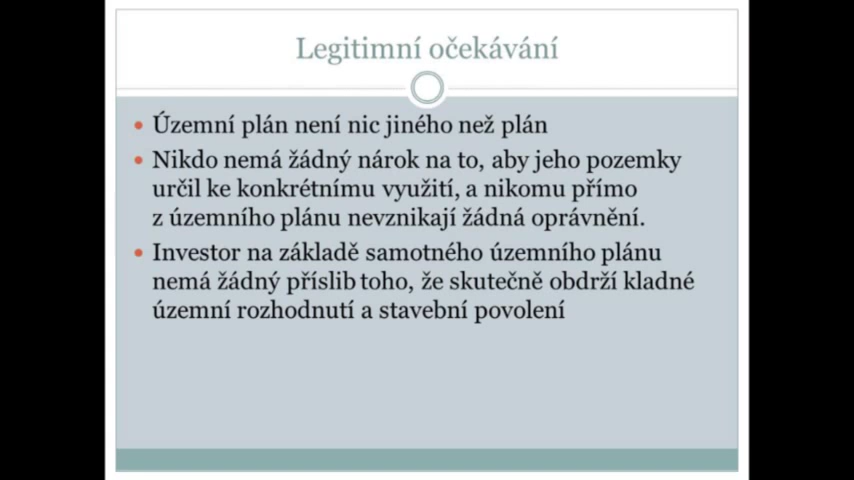 Legitimní očekávání
• Územní plán není nic jiného než plán
• Nikdo nemá žádný nárok na to, aby jeho pozemky
určil ke konkrétnímu využití, a nikomu přímo
z územního plánu nevznikají žádná oprávnění.
• Investor na základě samotného územního plánu
nemá žádný příslib toho, že skutečně obdrží kladné
územní rozhodnutí a stavební povolení